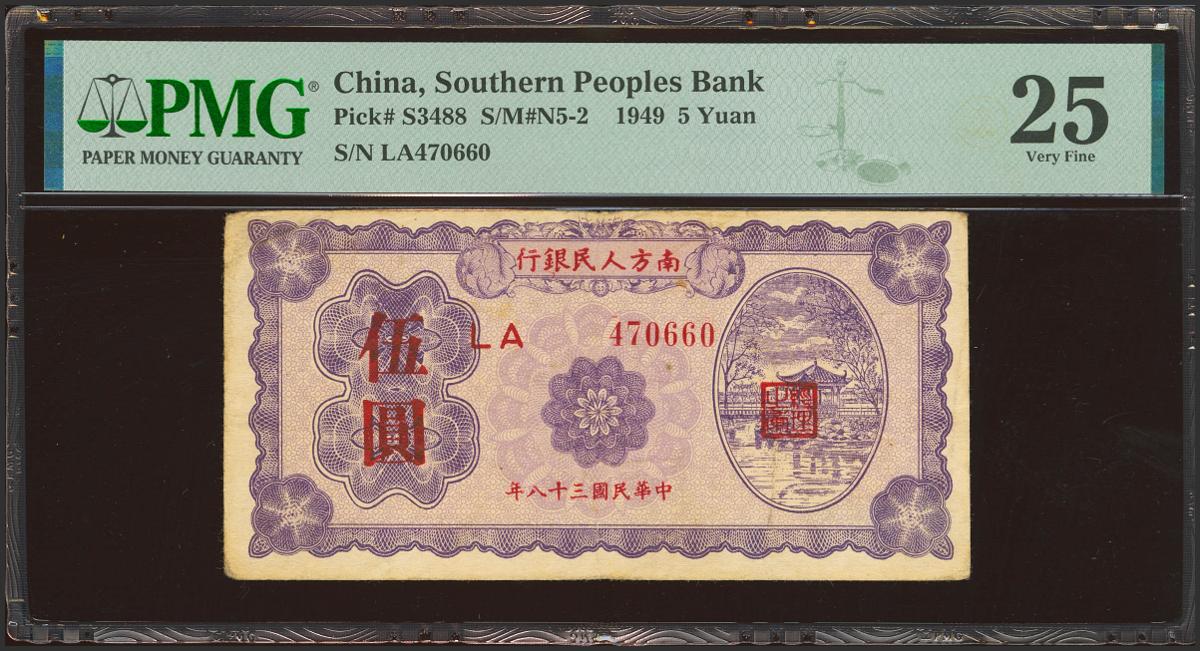 PMG®
PAPER MONEY GUARANTY
China, Southern Peoples Bank
Pick# S3488 S/M#N5-2 1949 5 Yuan
S/N LA470660
25
Very Fine
南方人民銀行
LA 470660
伍圓
中華民國三十八年